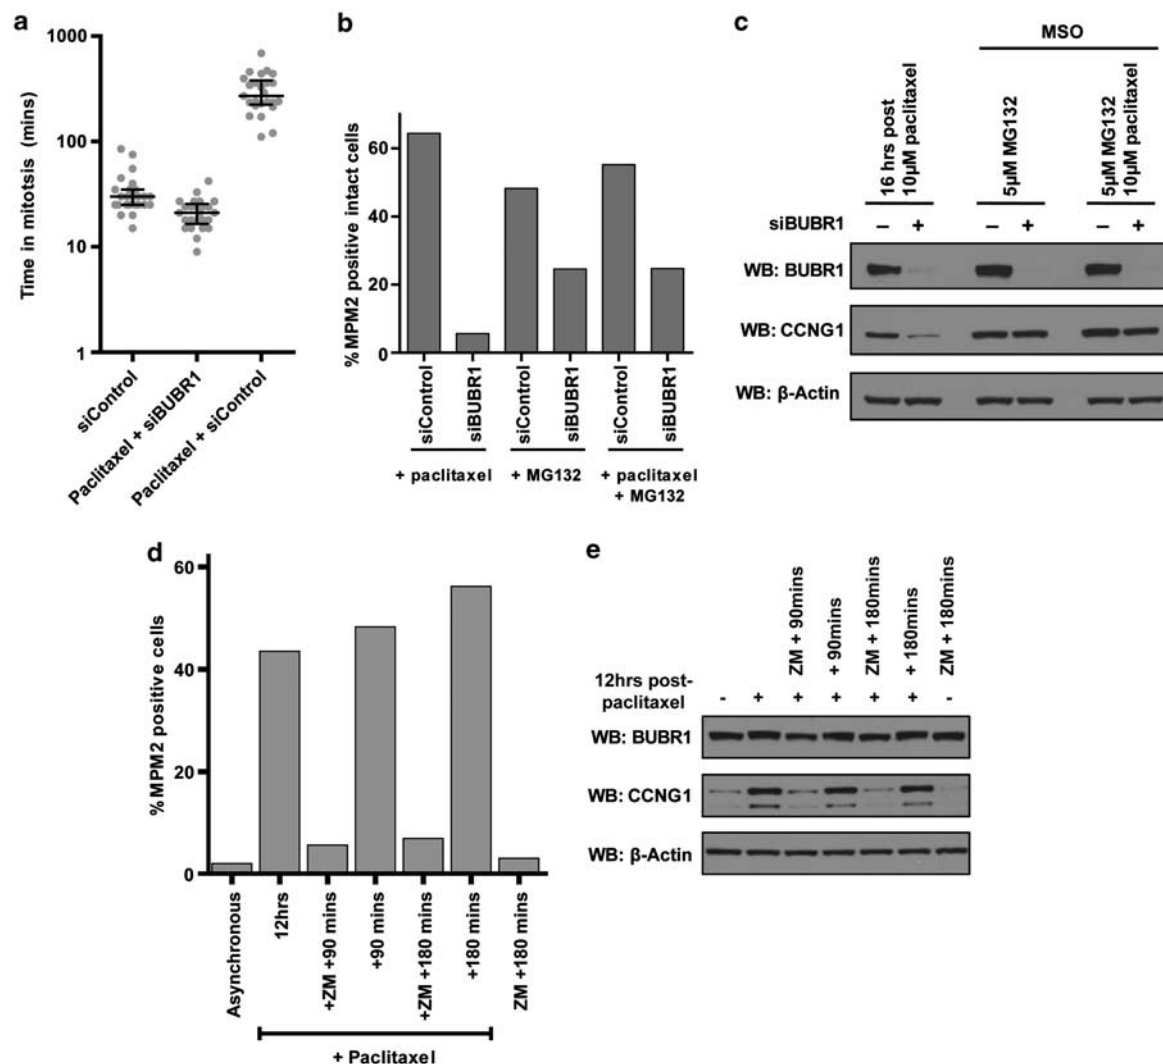 a
1000
100
10
1
Time in mitotsis (mins)
siControl
Paclitaxel + siBUBR1
Paclitaxel + siControl
b
60
40
20
0
% MPM2 positive intact cells
siControl
siBUBR1
siControl
siBUBR1
siControl
siBUBR1
+ paclitaxel
+ MG132
+ paclitaxel
+ MG132
c
MSO
16 hrs post
10µM paclitaxel
5µM MG132
5µM MG132
10µM paclitaxel
siBUBR1 – + – + – +
WB: BUBR1
WB: CCNG1
WB: β-Actin
d
60
40
20
0
% MPM2 positive cells
Asynchronous
12hrs
+ZM +90 mins
+90 mins
+ZM +180 mins
+180 mins
ZM +180 mins
+ Paclitaxel
e
ZM + 90mins
+ 90mins
ZM + 180mins
+ 180mins
ZM + 180mins
12hrs post-
paclitaxel - + + + + + -
WB: BUBR1
WB: CCNG1
WB: β-Actin